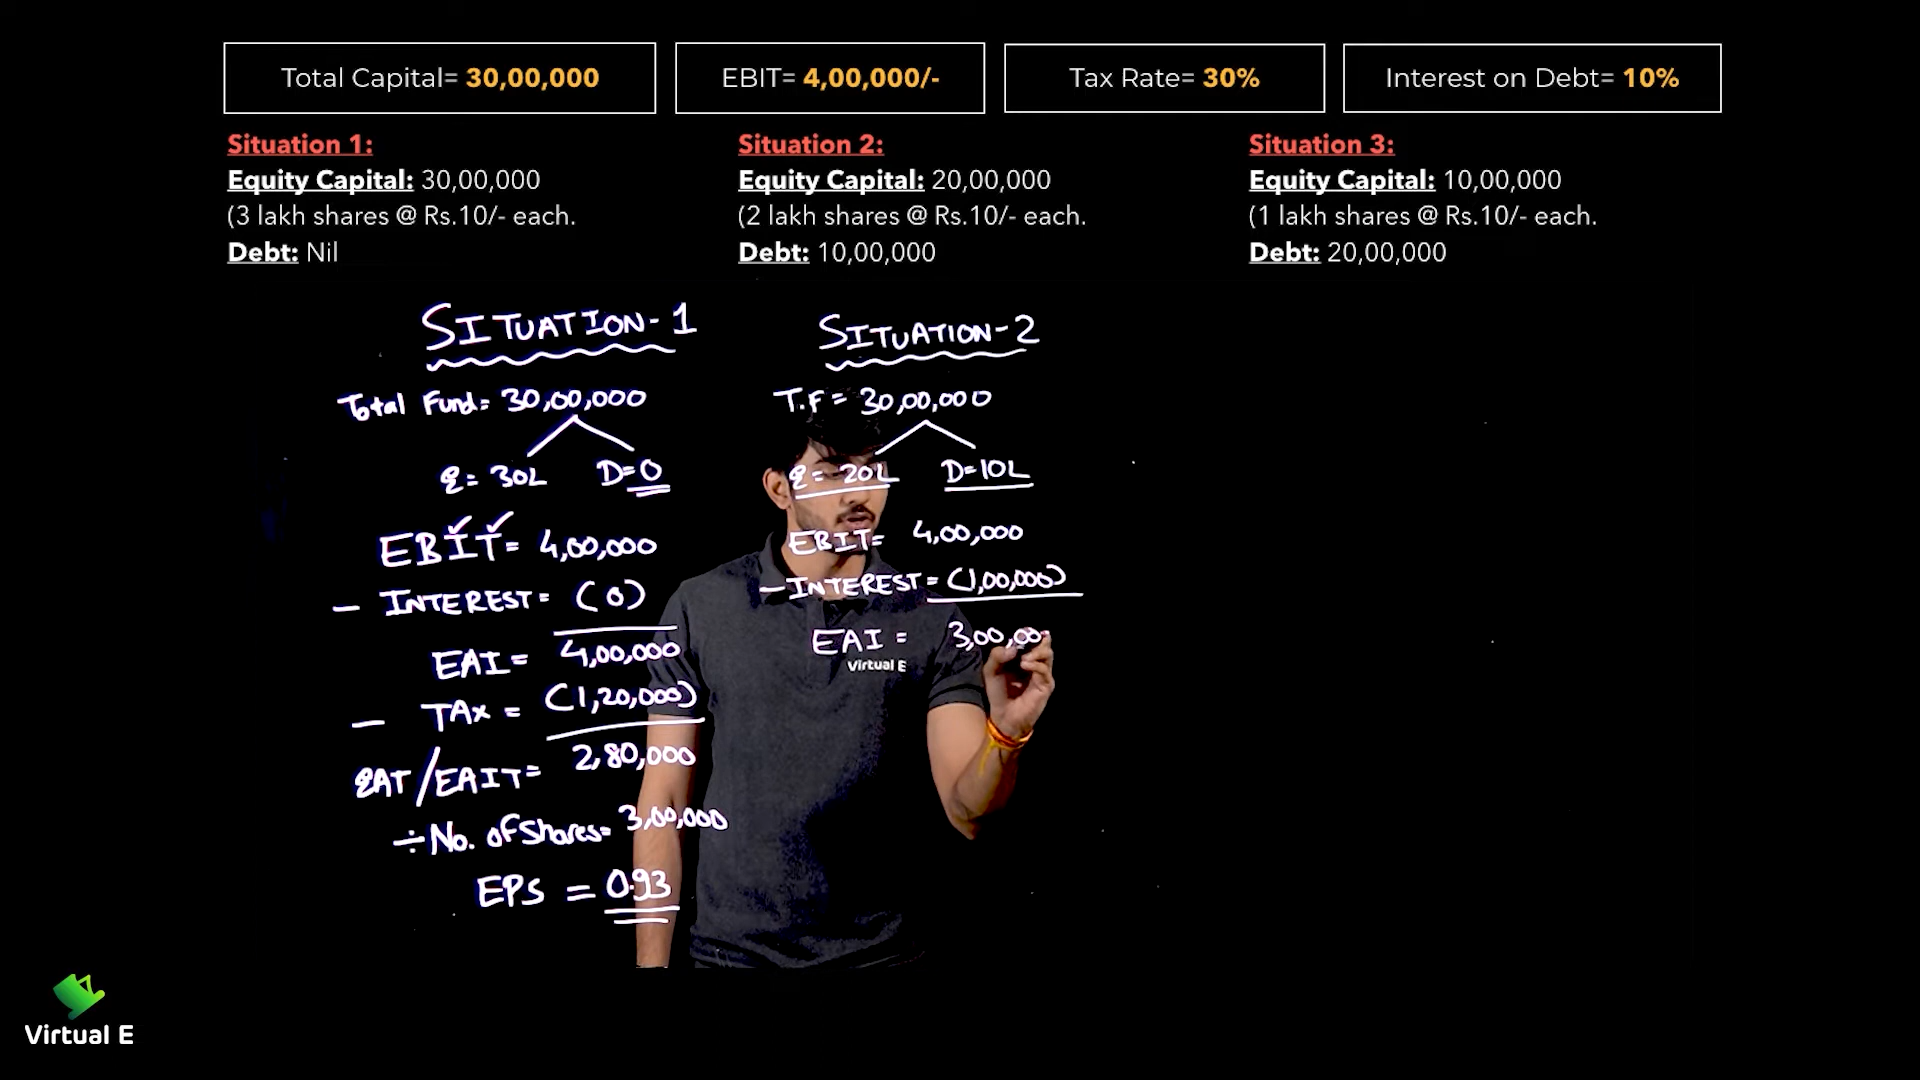 Total Capital= 30,00,000
EBIT= 4,00,000/-
Tax Rate= 30%
Interest on Debt= 10%
Situation 1:
Equity Capital: 30,00,000
(3 lakh shares @ Rs.10/- each.
Debt: Nil
Situation 2:
Equity Capital: 20,00,000
(2 lakh shares @ Rs.10/- each.
Debt: 10,00,000
Situation 3:
Equity Capital: 10,00,000
(1 lakh shares @ Rs.10/- each.
Debt: 20,00,000
SITUATION-1
Total Fund= 30,00,000
E= 30L D=0
EBIT= 4,00,000
- INTEREST= (0)
EAI= 4,00,000
- TAx = (1,20,000)
EAT/EAIT= 2,80,000
÷No. of Shares= 3,00,000
EPS = 0.93
SITUATION-2
T.F = 30,00,000
E= 20L D=10L
EBIT= 4,00,000
-INTEREST= (1,00,000)
EAI = 3,00,00
Virtual E
Virtual E